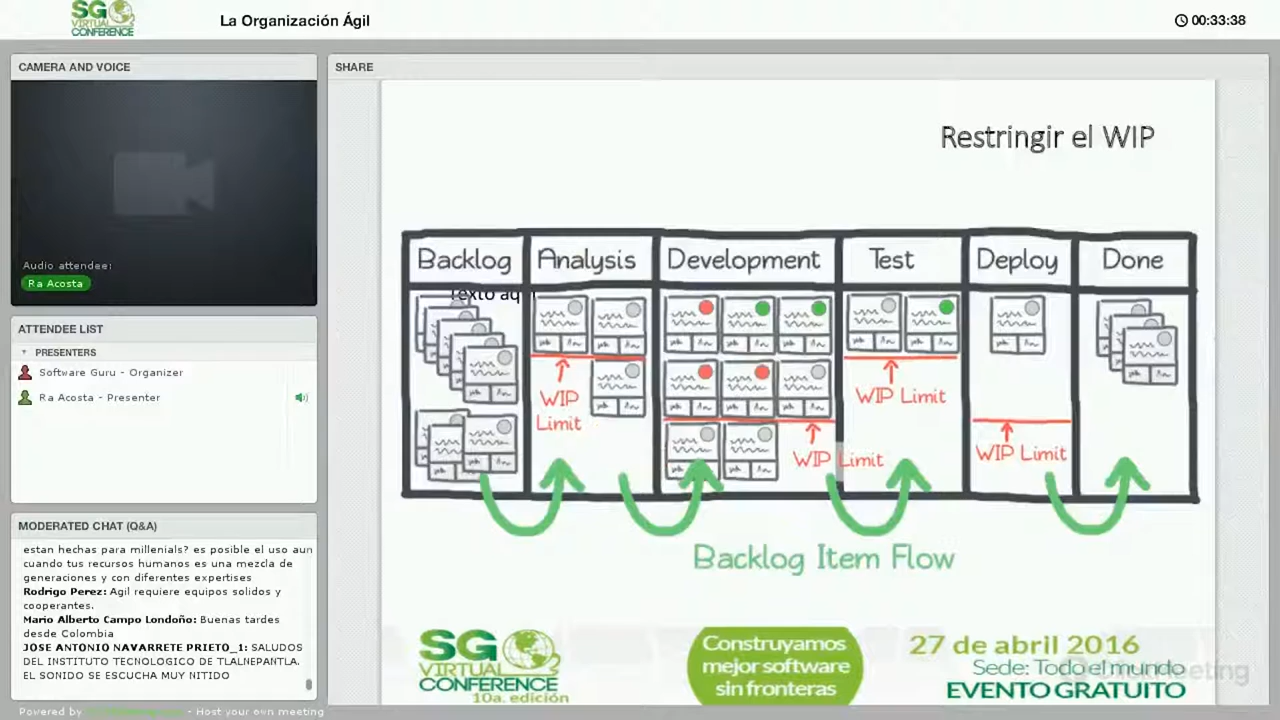 SG
VIRTUAL
CONFERENCE
La Organización Ágil
00:33:38
CAMERA AND VOICE
Audio attendee:
Ra Acosta
ATTENDEE LIST
PRESENTERS
Software Guru - Organizer
Ra Acosta - Presenter
MODERATED CHAT (Q&A)
estan hechas para millenials? es posible el uso aun
cuando tus recursos humanos es una mezcla de
generaciones y con diferentes expertises
Rodrigo Perez: Agil requiere equipos solidos y
cooperantes.
Mario Alberto Campo Londoño: Buenas tardes
desde Colombia
JOSE ANTONIO NAVARRETE PRIETO_1: SALUDOS
DEL INSTITUTO TECNOLOGICO DE TLALNEPANTLA.
EL SONIDO SE ESCUCHA MUY NITIDO
Powered by
- Host your own meeting
SHARE
Restringir el WIP
Backlog Analysis Development Test Deploy Done
Texto aquí
WIP
Limit
WIP Limit
WIP Limit
WIP Limit
Backlog Item Flow
SG
VIRTUAL
CONFERENCE
10a. edición
Construyamos
mejor software
sin fronteras
27 de abril 2016
Sede: Todo el mundo
EVENTO GRATUITO
ClickMeeting